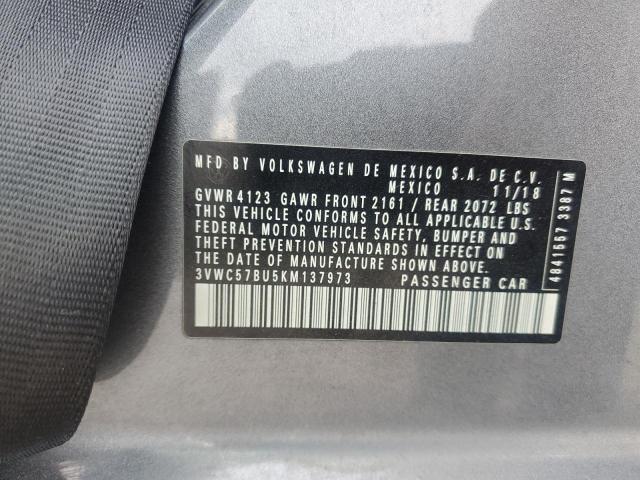 MFD BY VOLKSWAGEN DE MEXICO S.A. DE C.V.
MEXICO 11/18
GVWR 4123 GAWR FRONT 2161 / REAR 2072 LBS
THIS VEHICLE CONFORMS TO ALL APPLICABLE U.S.
FEDERAL MOTOR VEHICLE SAFETY, BUMPER AND
THEFT PREVENTION STANDARDS IN EFFECT ON
THE DATE OF MANUFACTURE SHOWN ABOVE.
3VWC57BU5KM137973 PASSENGER CAR
4841557 3387 M